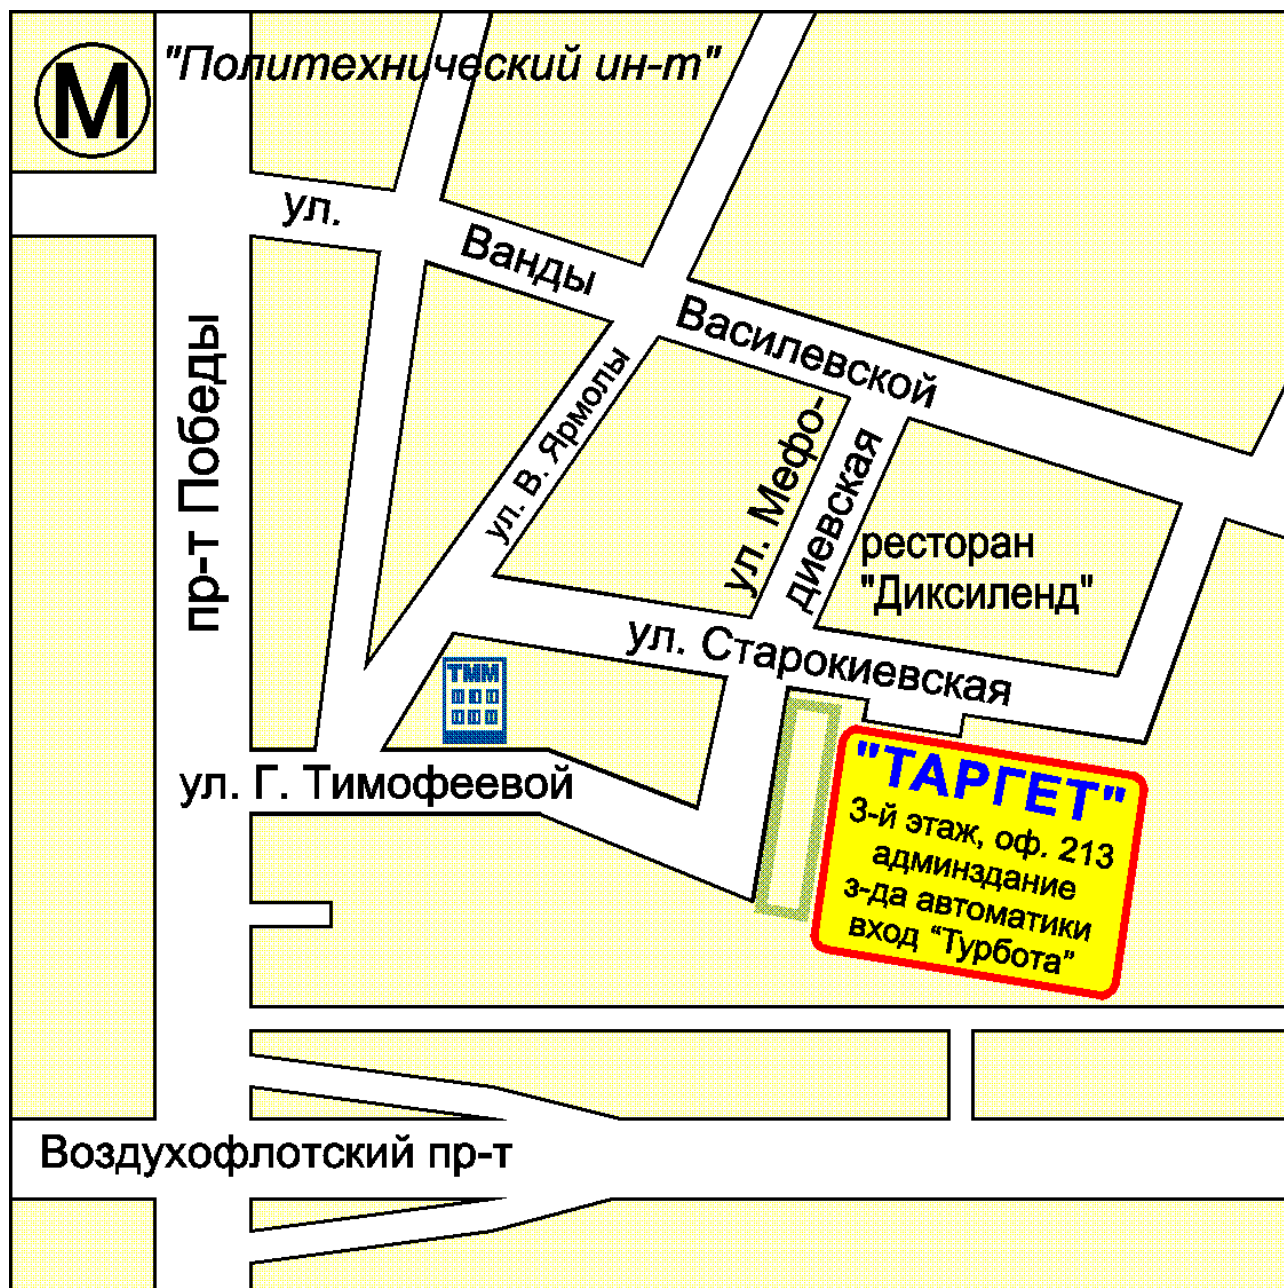 М
"Политехнический ин-т"
ул.
Ванды
Василевской
пр-т Победы
ул. В. Ярмолы
ул. Мефо-
диевская
ресторан
"Диксиленд"
ул. Старокиевская
ТММ
ул. Г. Тимофеевой
"ТАРГЕТ"
3-й этаж, оф. 213
админздание
з-да автоматики
вход “Турбота”
Воздухофлотский пр-т